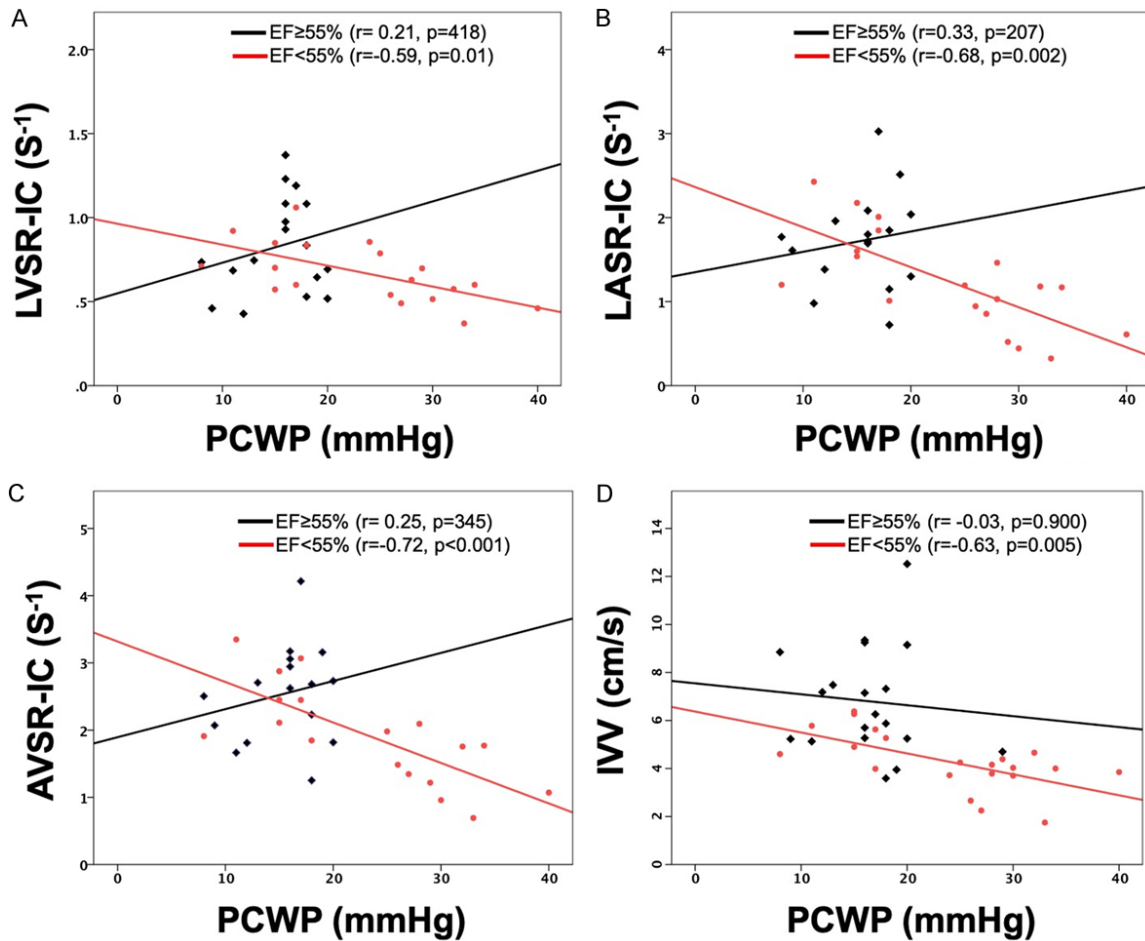 A
EF≥55% (r= 0.21, p=418)
EF<55% (r=-0.59, p=0.01)
LVSR-IC (S-1)
2.0
1.5
1.0
.5
.0
0 10 20 30 40
PCWP (mmHg)
B
EF≥55% (r=0.33, p=207)
EF<55% (r=-0.68, p=0.002)
LASR-IC (S-1)
4
3
2
1
0
0 10 20 30 40
PCWP (mmHg)
C
EF≥55% (r= 0.25, p=345)
EF<55% (r=-0.72, p<0.001)
AVSR-IC (S-1)
5
4
3
2
1
0
0 10 20 30 40
PCWP (mmHg)
D
EF≥55% (r= -0.03, p=0.900)
EF<55% (r=-0.63, p=0.005)
IVV (cm/s)
14
12
10
8
6
4
2
0
0 10 20 30 40
PCWP (mmHg)